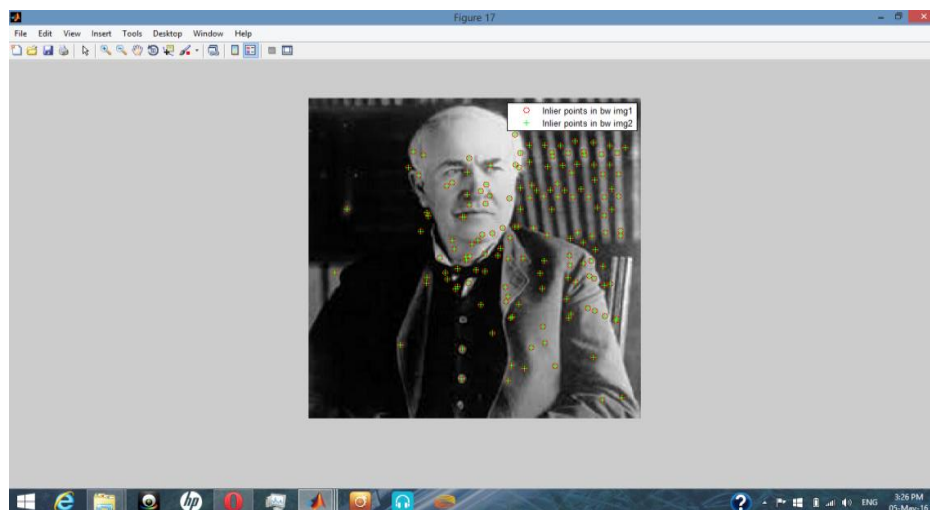 Figure 17
File Edit View Insert Tools Desktop Window Help
Inlier points in bw img1
Inlier points in bw img2
hp
?
ENG
3:26 PM
05-May-16